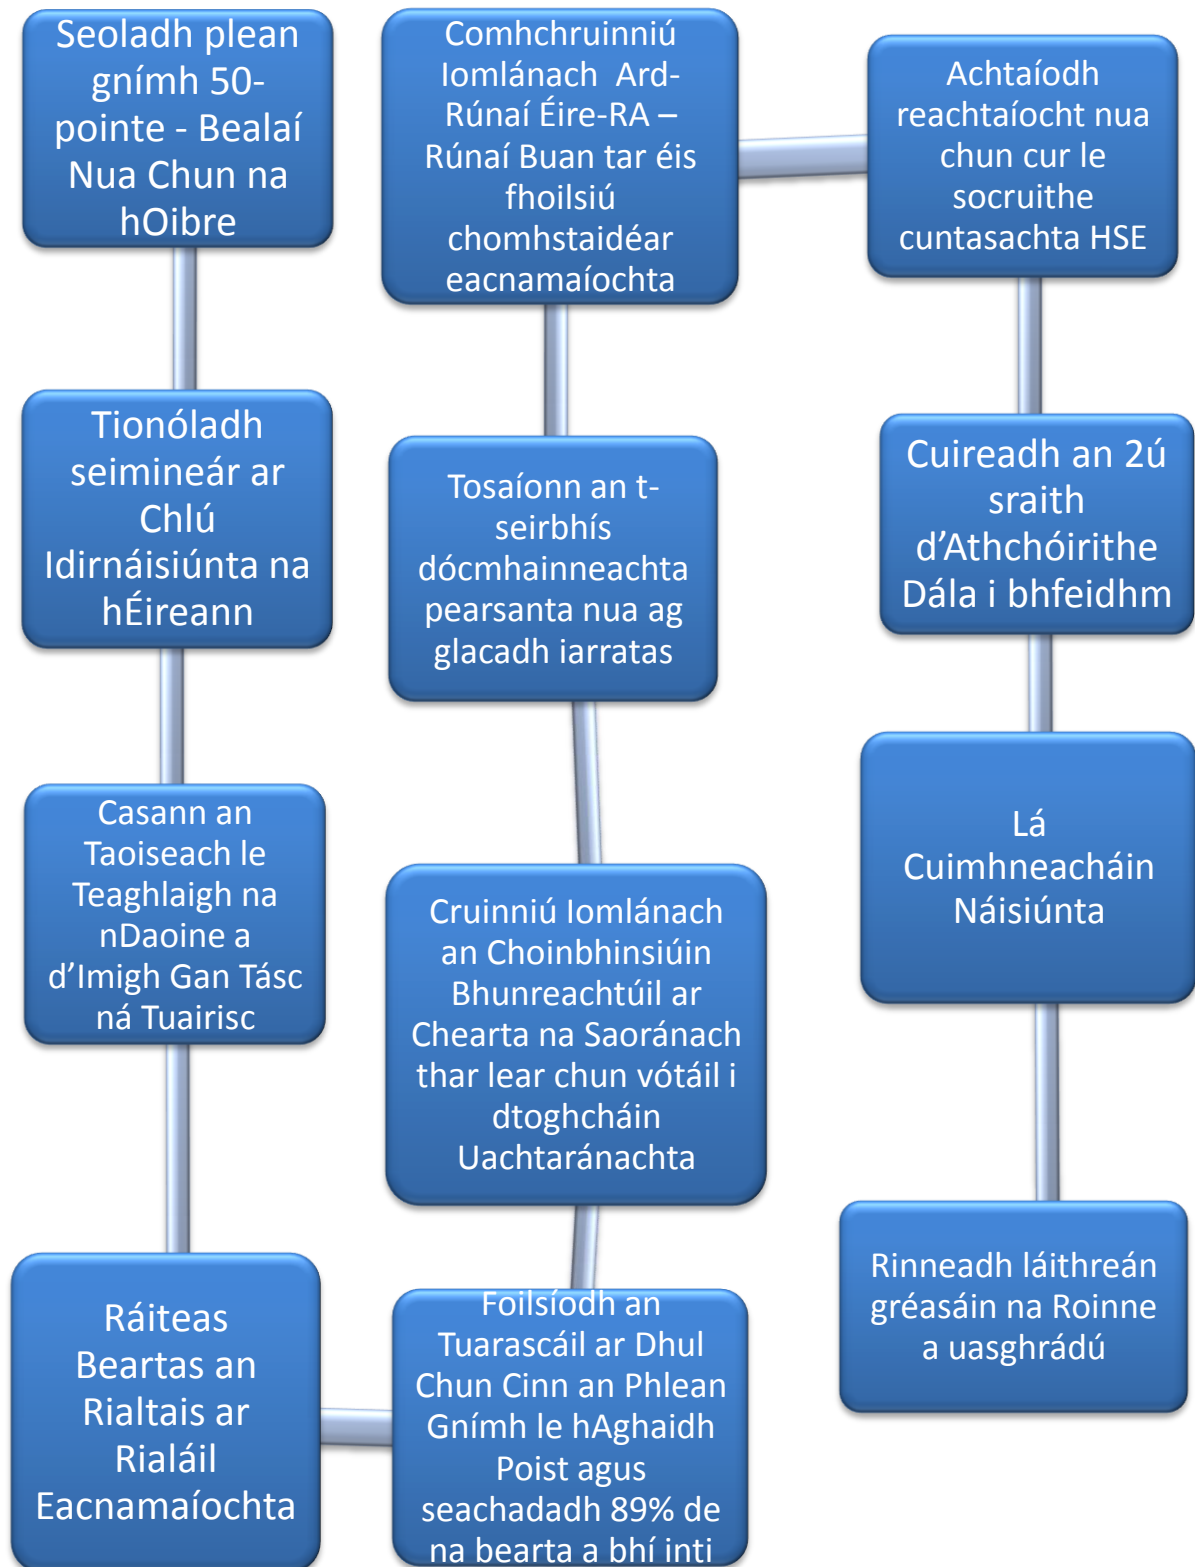 Seoladh plean
gnímh 50-
pointe - Bealaí
Nua Chun na
hOibre
Tionóladh
seimineár ar
Chlú
Idirnáisiúnta na
hÉireann
Casann an
Taoiseach le
Teaghlaigh na
nDaoine a
d’Imigh Gan Tásc
ná Tuairisc
Ráiteas
Beartas an
Rialtais ar
Rialáil
Eacnamaíochta
Foilsíodh an
Tuarascáil ar Dhul
Chun Cinn an Phlean
Gnímh le hAghaidh
Poist agus
seachadadh 89% de
na bearta a bhí inti
Cruinniú Iomlánach
an Choinbhinsiúin
Bhunreachtúil ar
Chearta na Saoránach
thar lear chun vótáil i
dtoghcháin
Uachtaránachta
Tosaíonn an t-
seirbhís
dócmhainneachta
pearsanta nua ag
glacadh iarratas
Comhchruinniú
Iomlánach  Ard-
Rúnaí Éire-RA –
Rúnaí Buan tar éis
fhoilsiú
chomhstaidéar
eacnamaíochta
Achtaíodh
reachtaíocht nua
chun cur le
socruithe
cuntasachta HSE
Cuireadh an 2ú
sraith
d’Athchóirithe
Dála i bhfeidhm
Lá
Cuimhneacháin
Náisiúnta
Rinneadh láithreán
gréasáin na Roinne
a uasghrádú